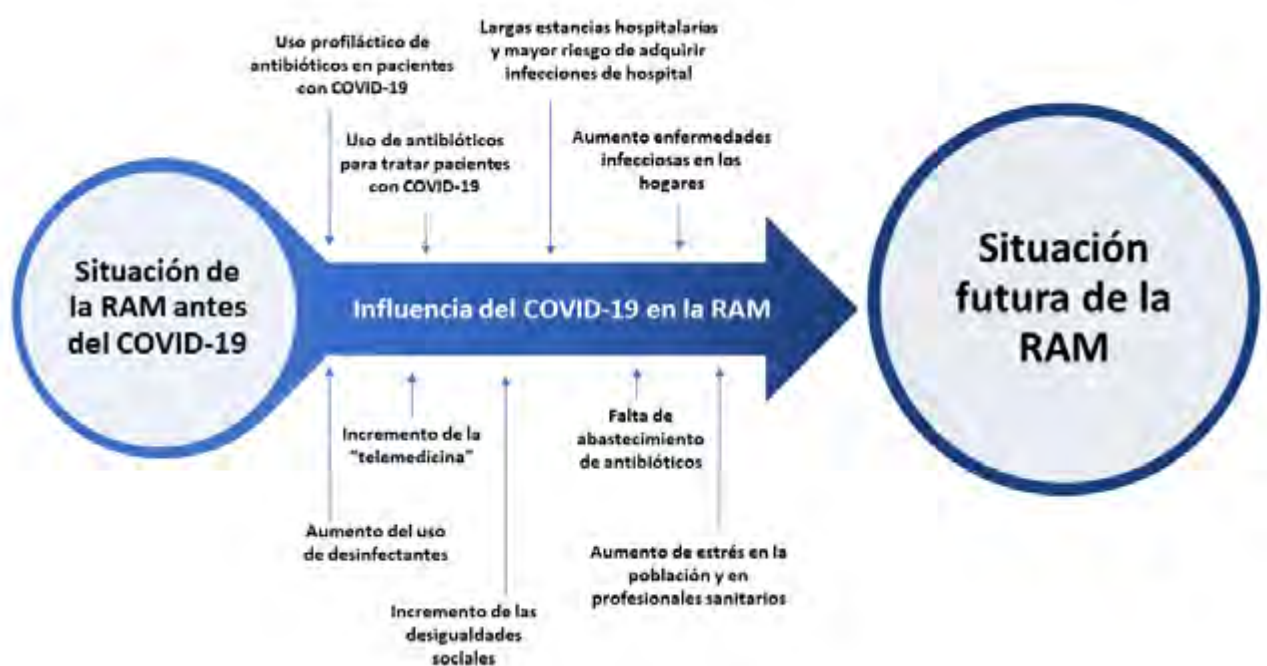 Uso profiláctico de
antibióticos en pacientes
con COVID-19
Largas estancias hospitalarias
y mayor riesgo de adquirir
infecciones de hospital
Uso de antibióticos
para tratar pacientes
con COVID-19
Aumento enfermedades
infecciosas en los
hogares
Situación de
la RAM antes
del COVID-19
Influencia del COVID-19 en la RAM
Situación
futura de la
RAM
Incremento de la
"telemedicina"
Falta de
abastecimiento
de antibióticos
Aumento del uso
de desinfectantes
Aumento de estrés en la
población y en
profesionales sanitarios
Incremento de las
desigualdades
sociales